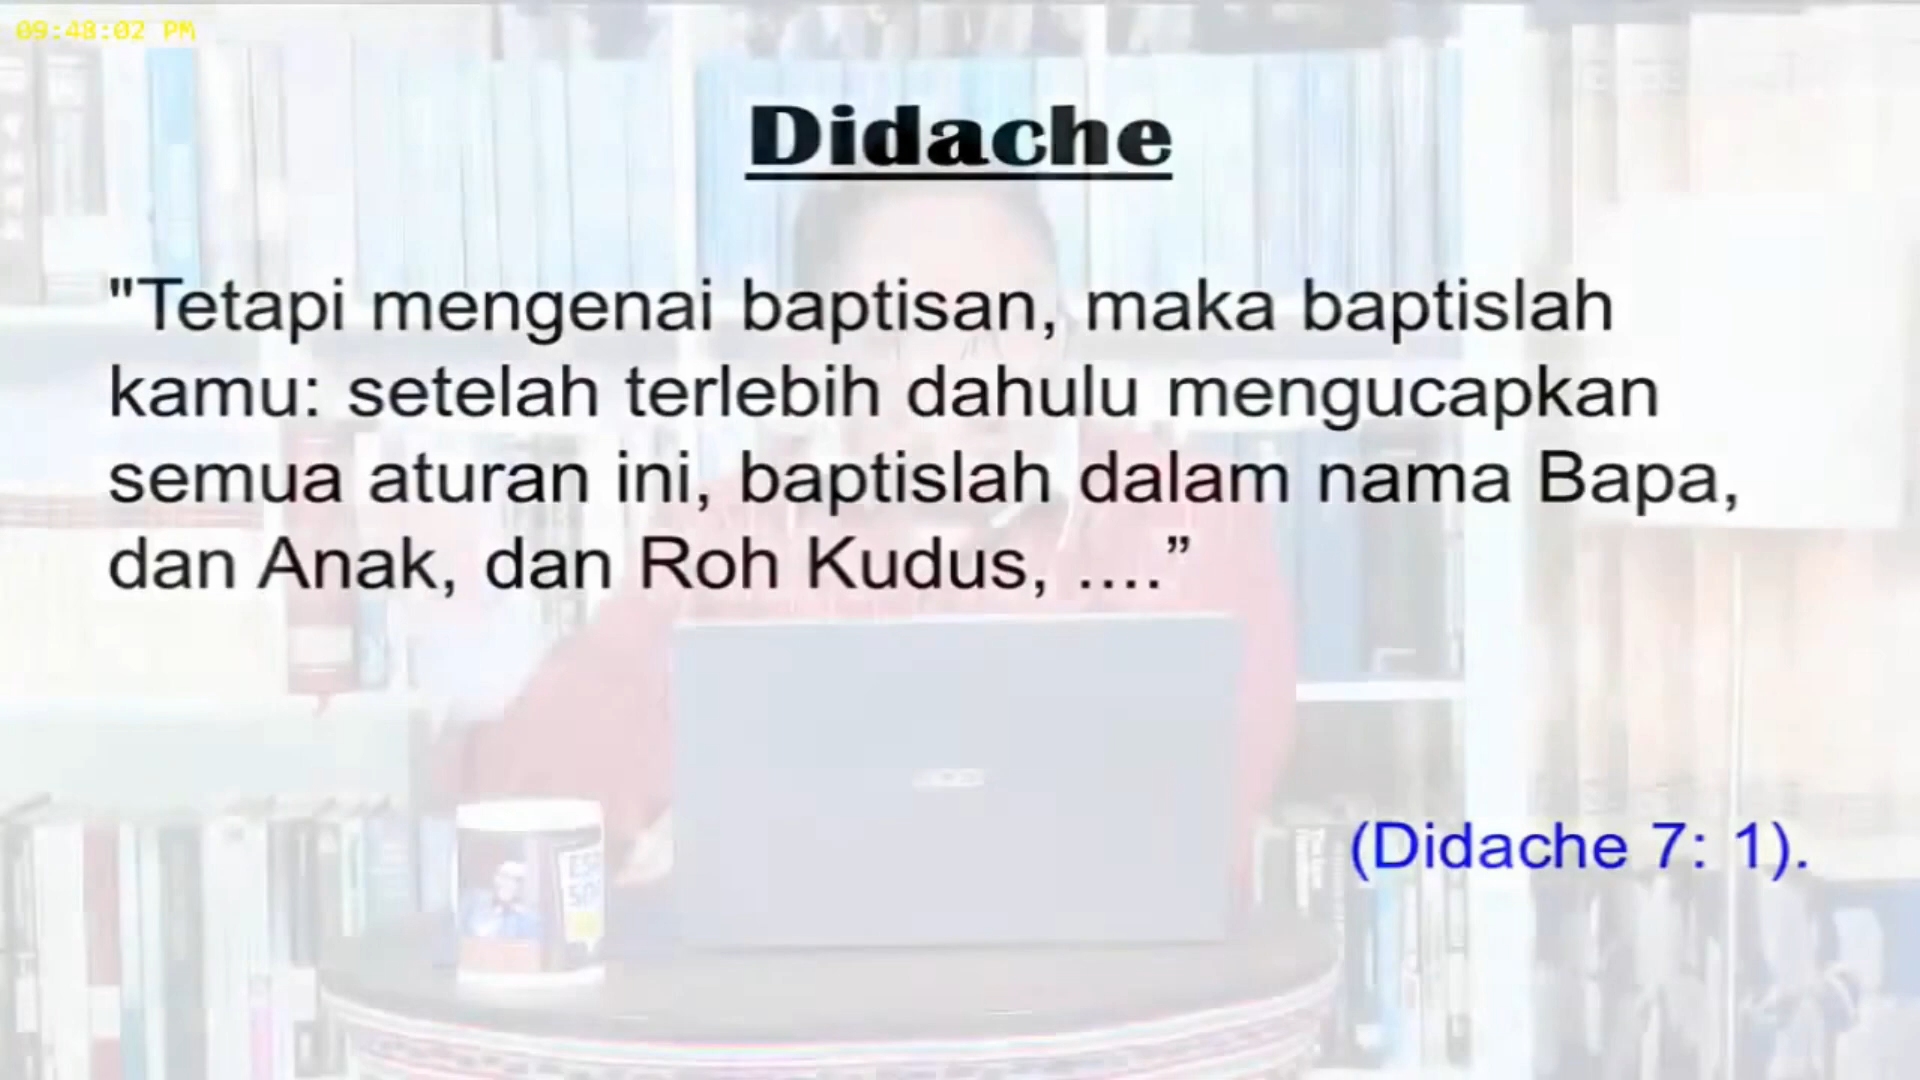 09:48:02 PM
Didache
"Tetapi mengenai baptisan, maka baptislah
kamu: setelah terlebih dahulu mengucapkan
semua aturan ini, baptislah dalam nama Bapa,
dan Anak, dan Roh Kudus, ....”
acer
(Didache 7: 1).